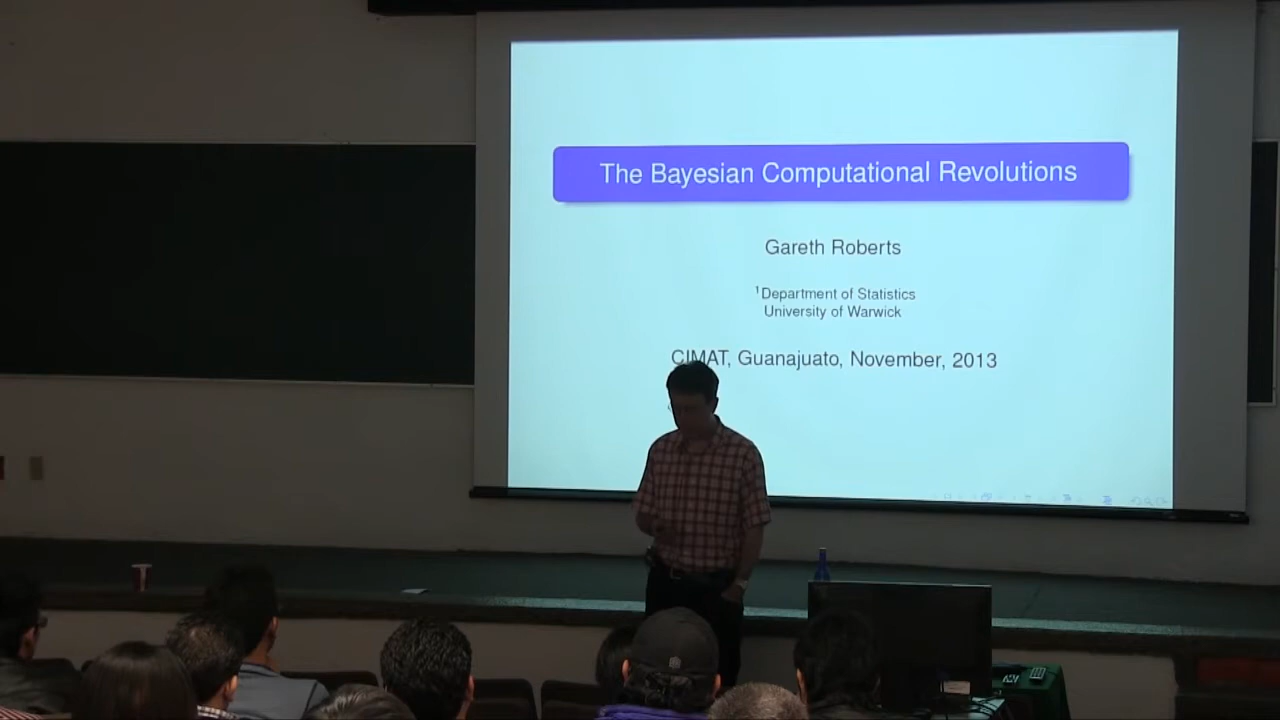 The Bayesian Computational Revolutions
Gareth Roberts
¹Department of Statistics
University of Warwick
CIMAT, Guanajuato, November, 2013